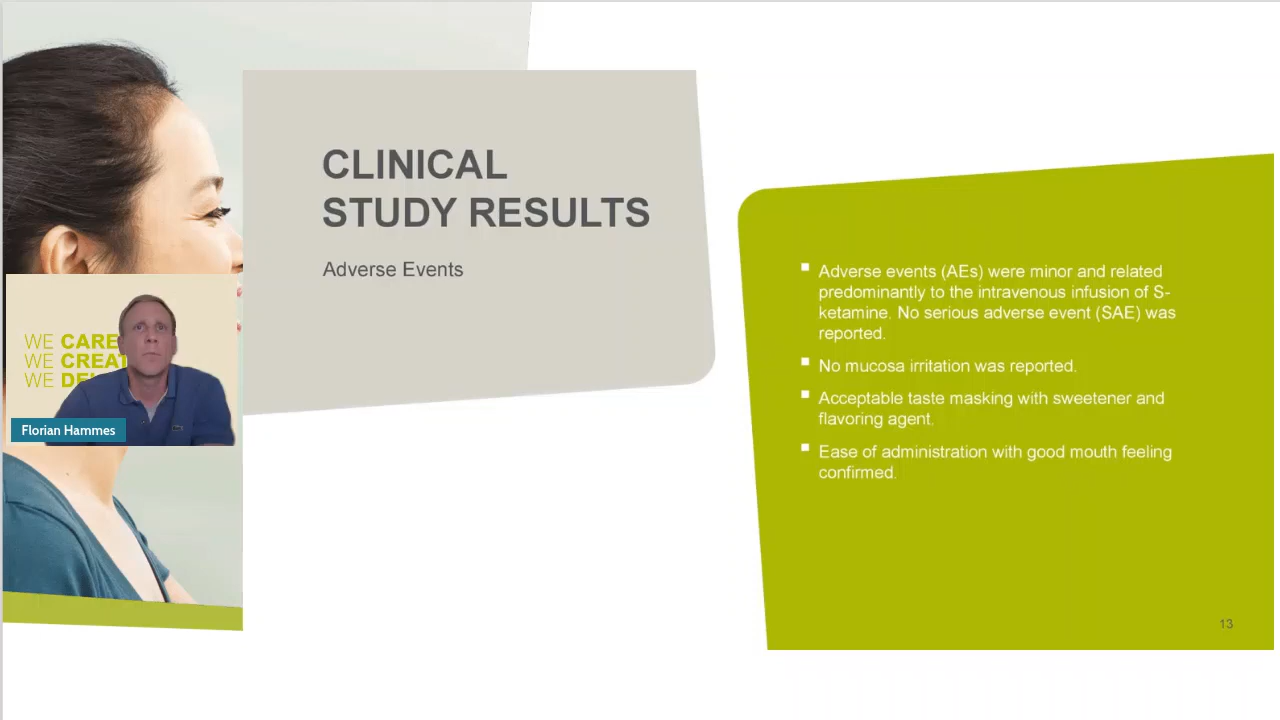 CLINICAL
STUDY RESULTS
Adverse Events
WE CARE
WE CREAT
WE DE
Florian Hammes
▪ Adverse events (AEs) were minor and related
predominantly to the intravenous infusion of S-
ketamine. No serious adverse event (SAE) was
reported.
▪ No mucosa irritation was reported.
▪ Acceptable taste masking with sweetener and
flavoring agent.
▪ Ease of administration with good mouth feeling
confirmed.
13